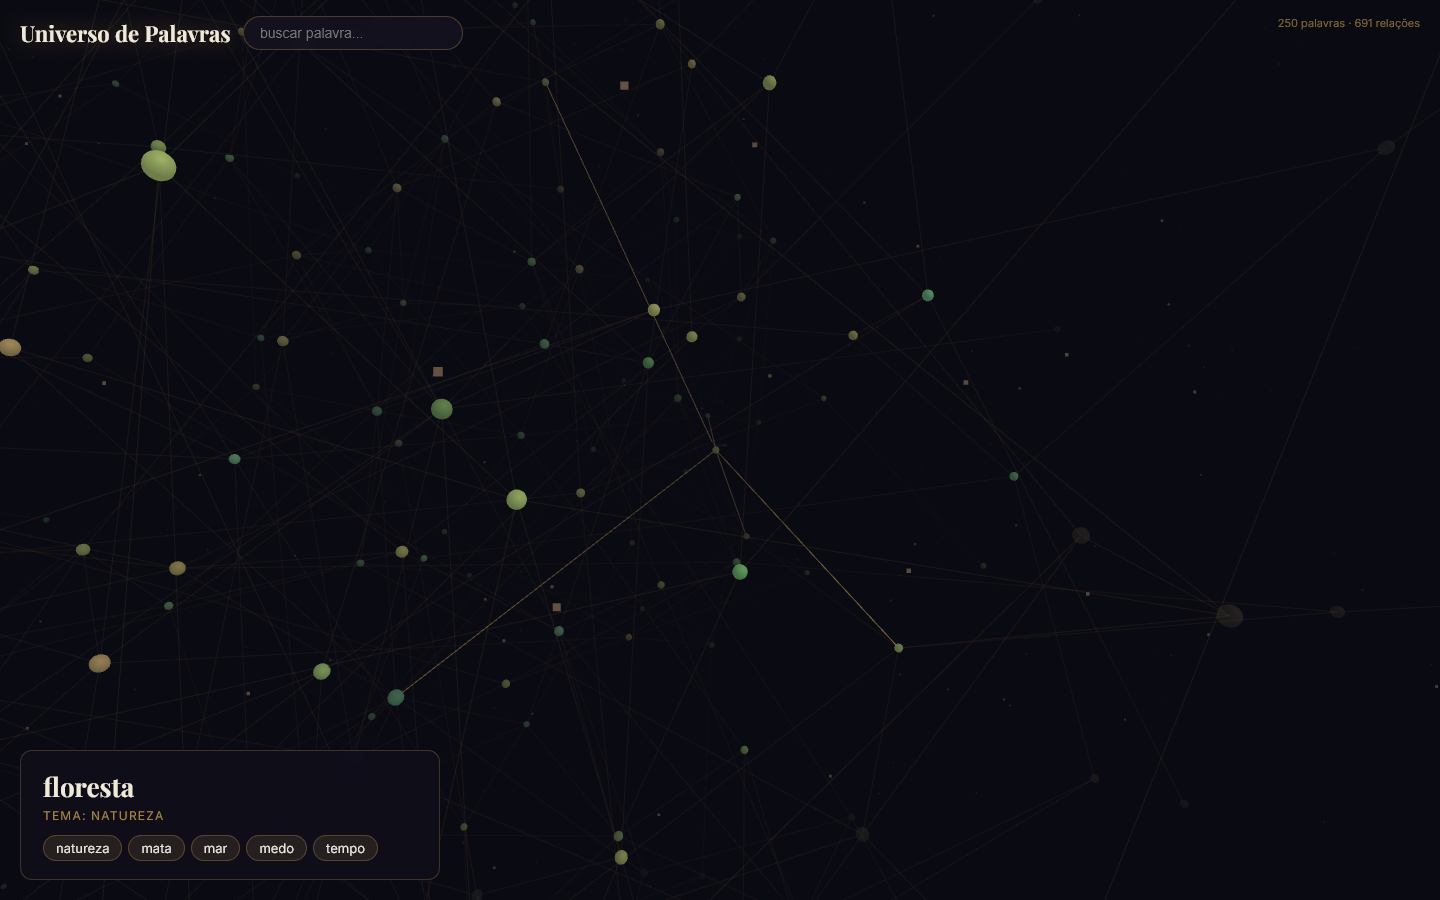 Universo de Palavras
buscar palavra...
250 palavras · 691 relações
floresta
TEMA: NATUREZA
natureza mata mar medo tempo